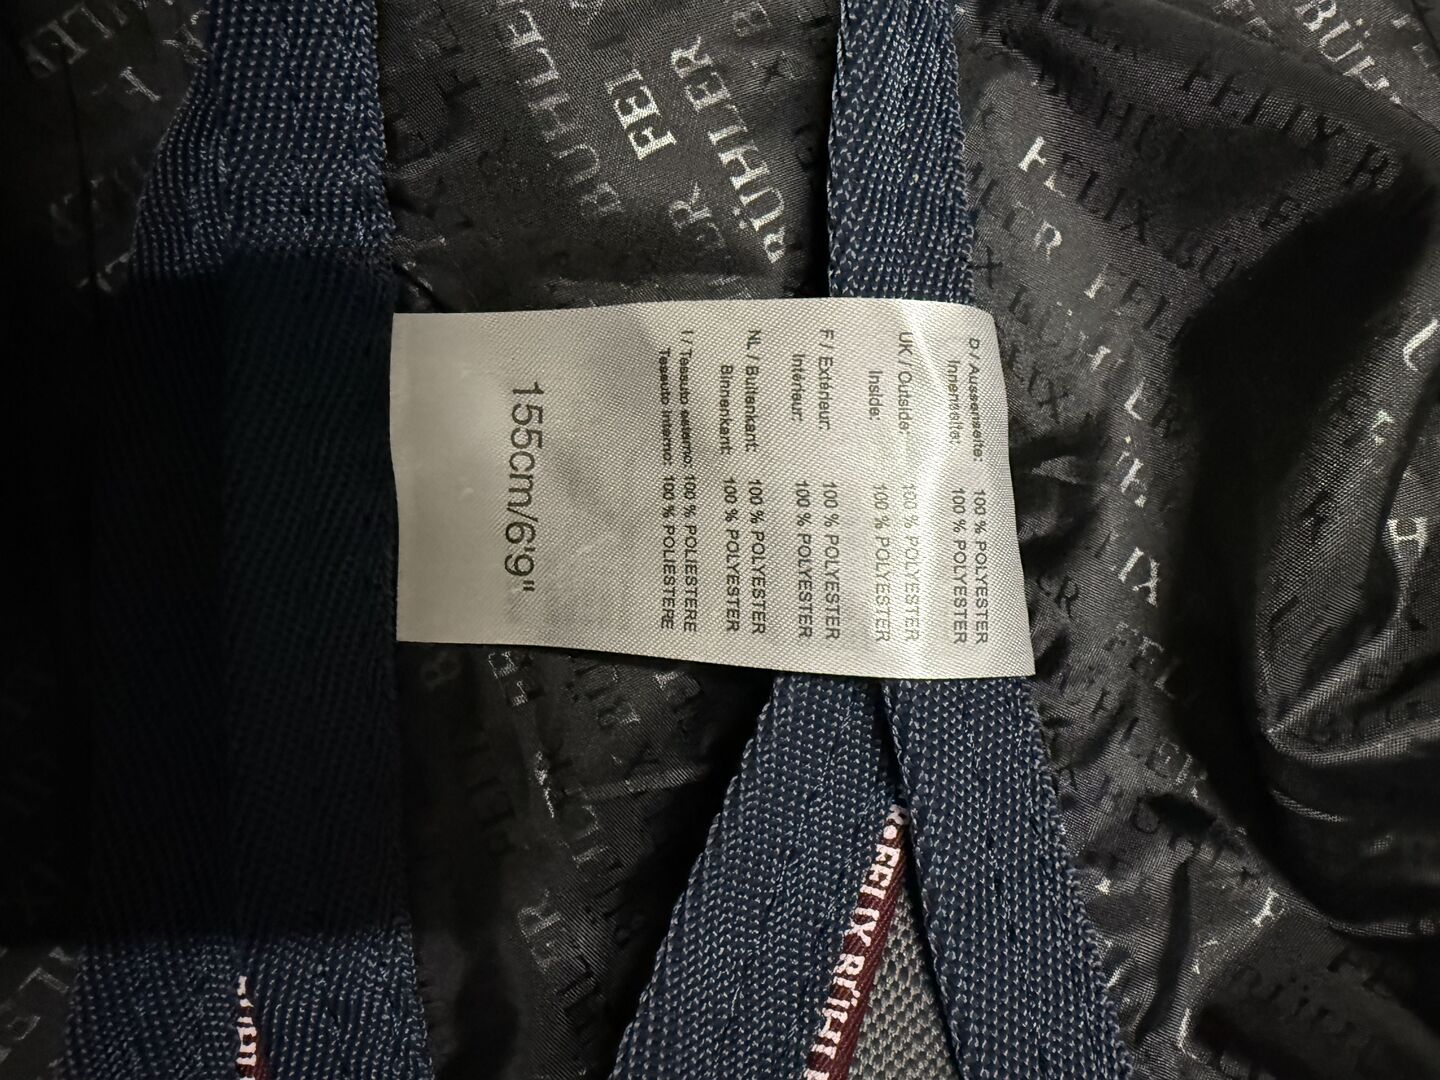 D / Aussenseite: 100 % POLYESTER
Innenseite: 100 % POLYESTER
UK / Outside: 100 % POLYESTER
Inside: 100 % POLYESTER
F / Extérieur: 100 % POLYESTER
Intérieur: 100 % POLYESTER
NL / Buitenkant: 100 % POLYESTER
Binnenkant: 100 % POLYESTER
I / Tessuto esterno: 100 % POLIESTERE
Tessuto interno: 100 % POLIESTERE
155cm/6'9"
FELIX BÜHLER
BÜHLER
FELIX BÜHLER